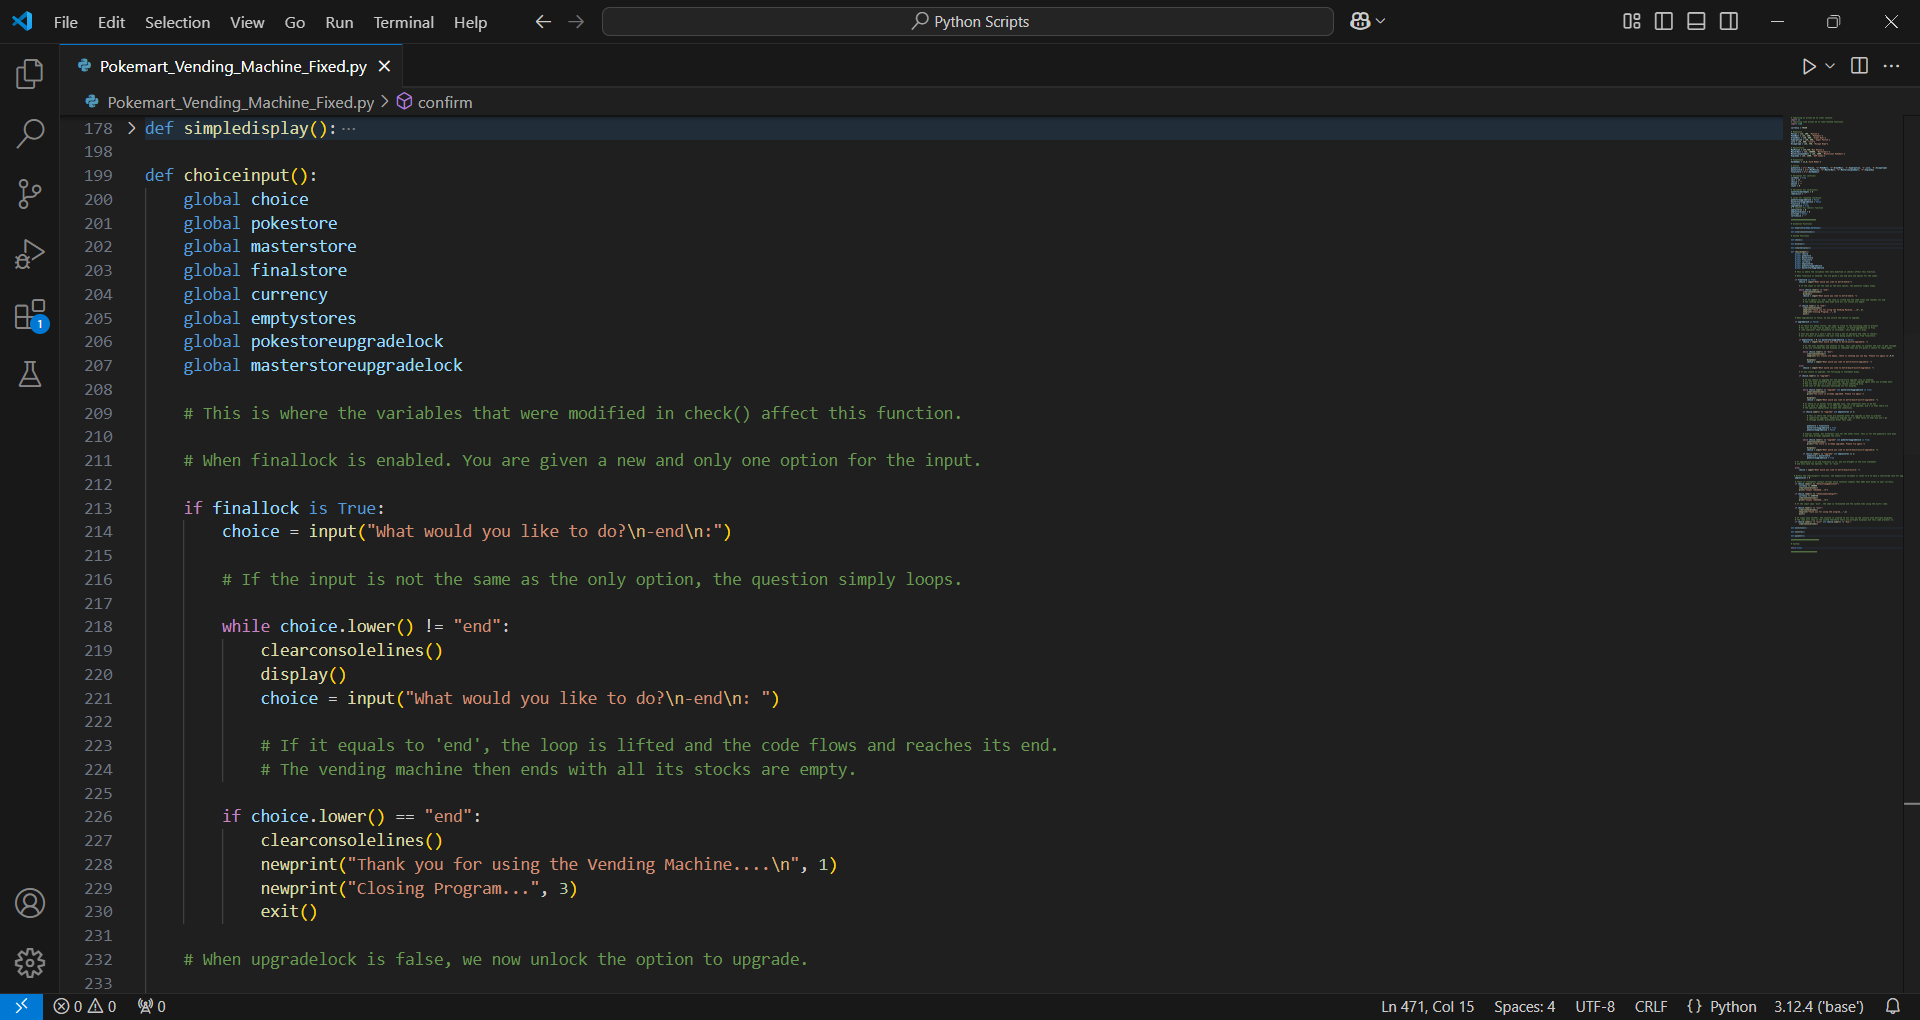 File Edit Selection View Go Run Terminal Help Python Scripts
Pokemart_Vending_Machine_Fixed.py
Pokemart_Vending_Machine_Fixed.py > confirm
178 def simpledisplay(): ...
198
199 def choiceinput():
200 global choice
201 global pokestore
202 global masterstore
203 global finalstore
204 global currency
205 global emptystores
206 global pokestoreupgradelock
207 global masterstoreupgradelock
208
209 # This is where the variables that were modified in check() affect this function.
210
211 # When finallock is enabled. You are given a new and only one option for the input.
212
213 if finallock is True:
214 choice = input("What would you like to do?\n-end\n:")
215
216 # If the input is not the same as the only option, the question simply loops.
217
218 while choice.lower() != "end":
219 clearconsolelines()
220 display()
221 choice = input("What would you like to do?\n-end\n: ")
222
223 # If it equals to 'end', the loop is lifted and the code flows and reaches its end.
224 # The vending machine then ends with all its stocks are empty.
225
226 if choice.lower() == "end":
227 clearconsolelines()
228 newprint("Thank you for using the Vending Machine....\n", 1)
229 newprint("Closing Program...", 3)
230 exit()
231
232 # When upgradelock is false, we now unlock the option to upgrade.
233
1
0 0 0 Ln 471, Col 15 Spaces: 4 UTF-8 CRLF {} Python 3.12.4 ('base')